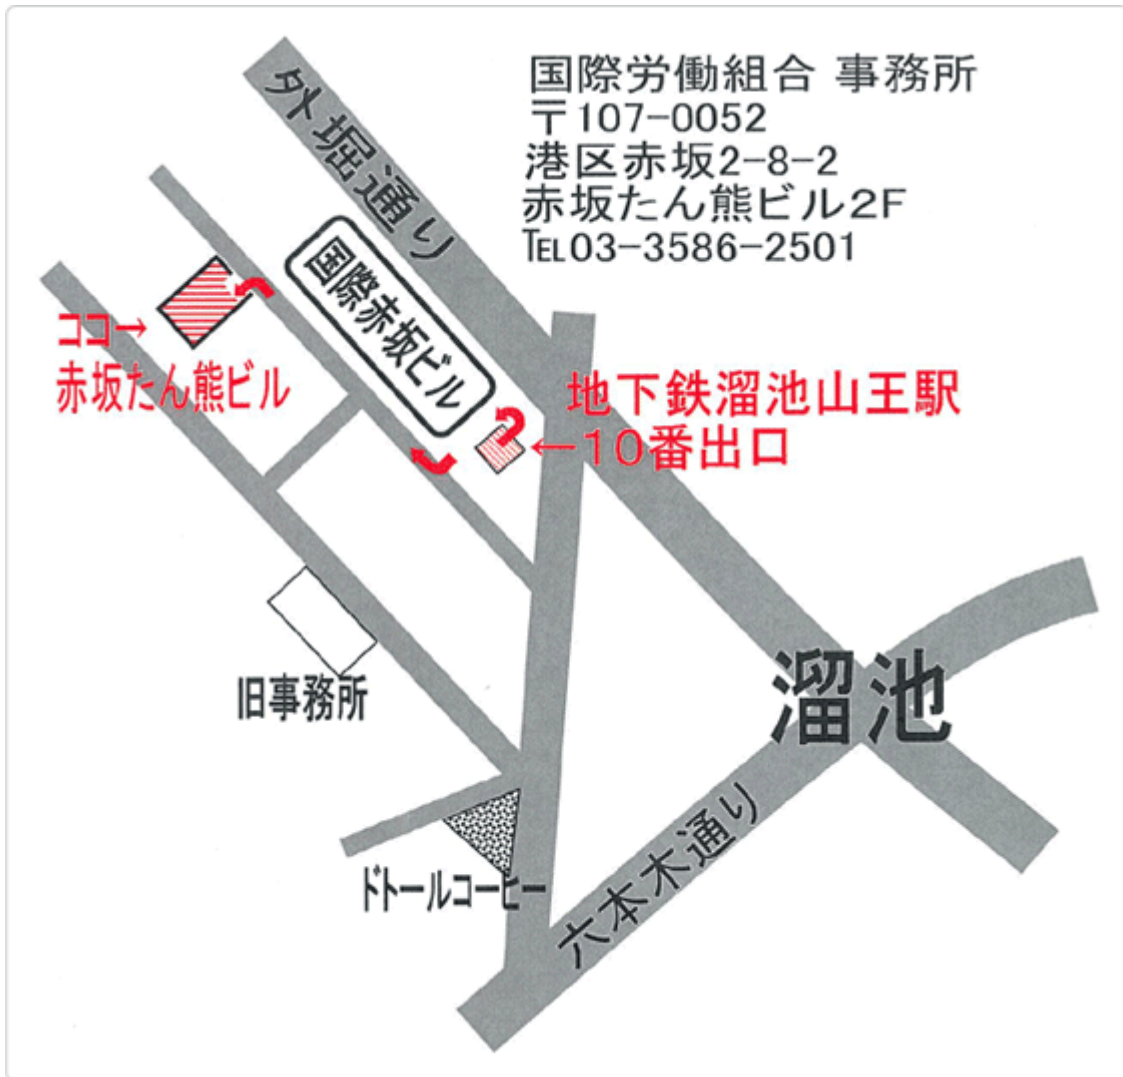 国際労働組合 事務所
〒107-0052
港区赤坂2-8-2
赤坂たん熊ビル2F
℡03-3586-2501
外堀通り
国際赤坂ビル
ココ→
赤坂たん熊ビル
地下鉄溜池山王駅
←10番出口
溜池
旧事務所
六本木通り
ドトールコーヒー